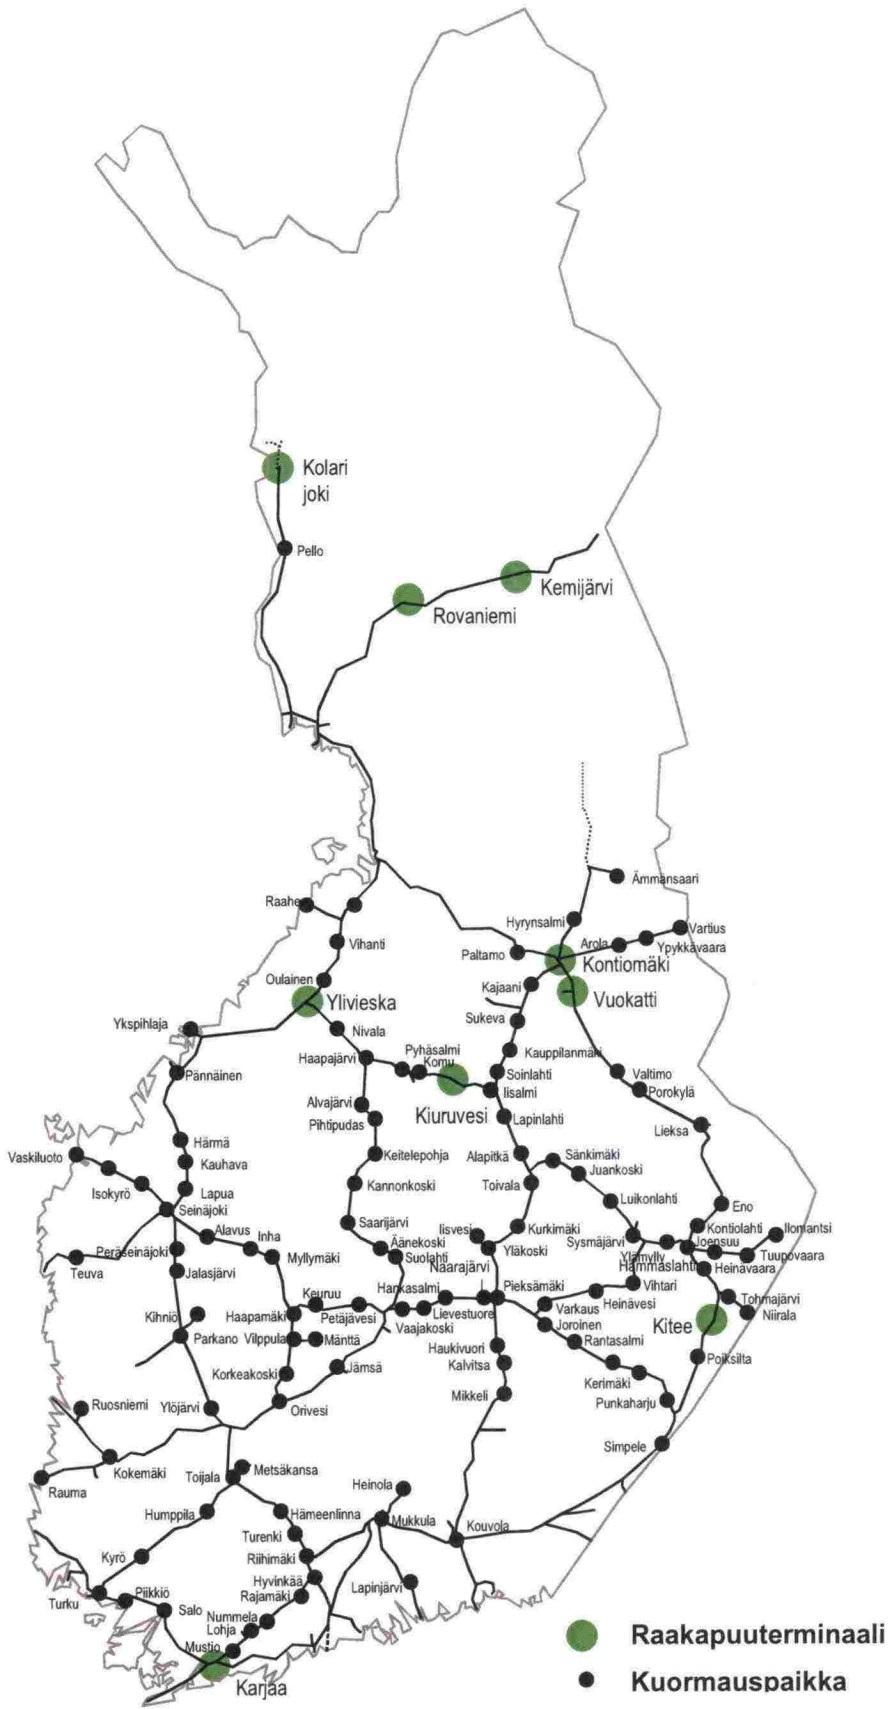 Kolari
joki
Pello
Kemijärvi
Rovaniemi
Ämmänsaari
Raahe
Hyrynsalmi
Vartius
Vihanti
Arola
Ypykkävaara
Paltamo
Kontiomäki
Oulainen
Kajaani
Ylivieska
Vuokatti
Sukeva
Ykspihlaja
Nivala
Pyhäsalmi
Kauppilanmäki
Haapajärvi
Komu
Pännäinen
Soinlahti
Valtimo
Iisalmi
Porokylä
Alvajärvi
Kiuruvesi
Lapinlahti
Pihtipudas
Lieksa
Härmä
Vaskiluoto
Keitelepohja
Alapitkä
Sänkimäki
Kauhava
Juankoski
Isokyrö
Lapua
Kannonkoski
Toivala
Luikonlahti
Eno
Seinäjoki
Saarijärvi
Iisvesi
Kurkimäki
Kontiolahti
Ilomantsi
Alavus
Inha
Äänekoski
Sysmäjärvi
Joensuu
Peräseinäjoki
Suolahti
Yläkoski
Ylämylly
Tuupovaara
Teuva
Myllymäki
Naarajärvi
Hammaslahti
Heinävaara
Jalasjärvi
Keuruu
Hankasalmi
Pieksämäki
Vihtari
Heinävesi
Tohmajärvi
Kihniö
Haapamäki
Petäjävesi
Lievestuore
Varkaus
Niirala
Vaajakoski
Joroinen
Kitee
Parkano
Vilppula
Mänttä
Haukivuori
Rantasalmi
Kalvitsa
Poiksilta
Korkeakoski
Jämsä
Kerimäki
Mikkeli
Punkaharju
Ruosniemi
Ylöjärvi
Orivesi
Simpele
Kokemäki
Toijala
Metsäkansa
Rauma
Heinola
Humppila
Hämeenlinna
Mukkula
Kouvola
Turenki
Kyrö
Riihimäki
Hyvinkää
Lapinjärvi
Rajamäki
Turku
Piikkiö
Salo
Nummela
Lohja
Mustio
Karjaa
Raakapuuterminaali
Kuormauspaikka